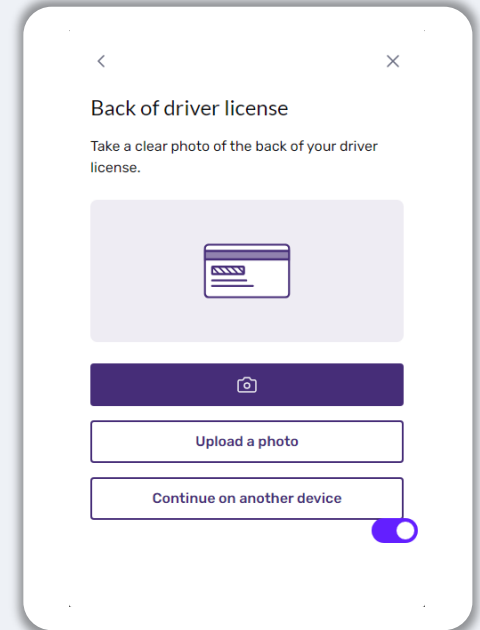 Back of driver license
Take a clear photo of the back of your driver
license.
Upload a photo
Continue on another device